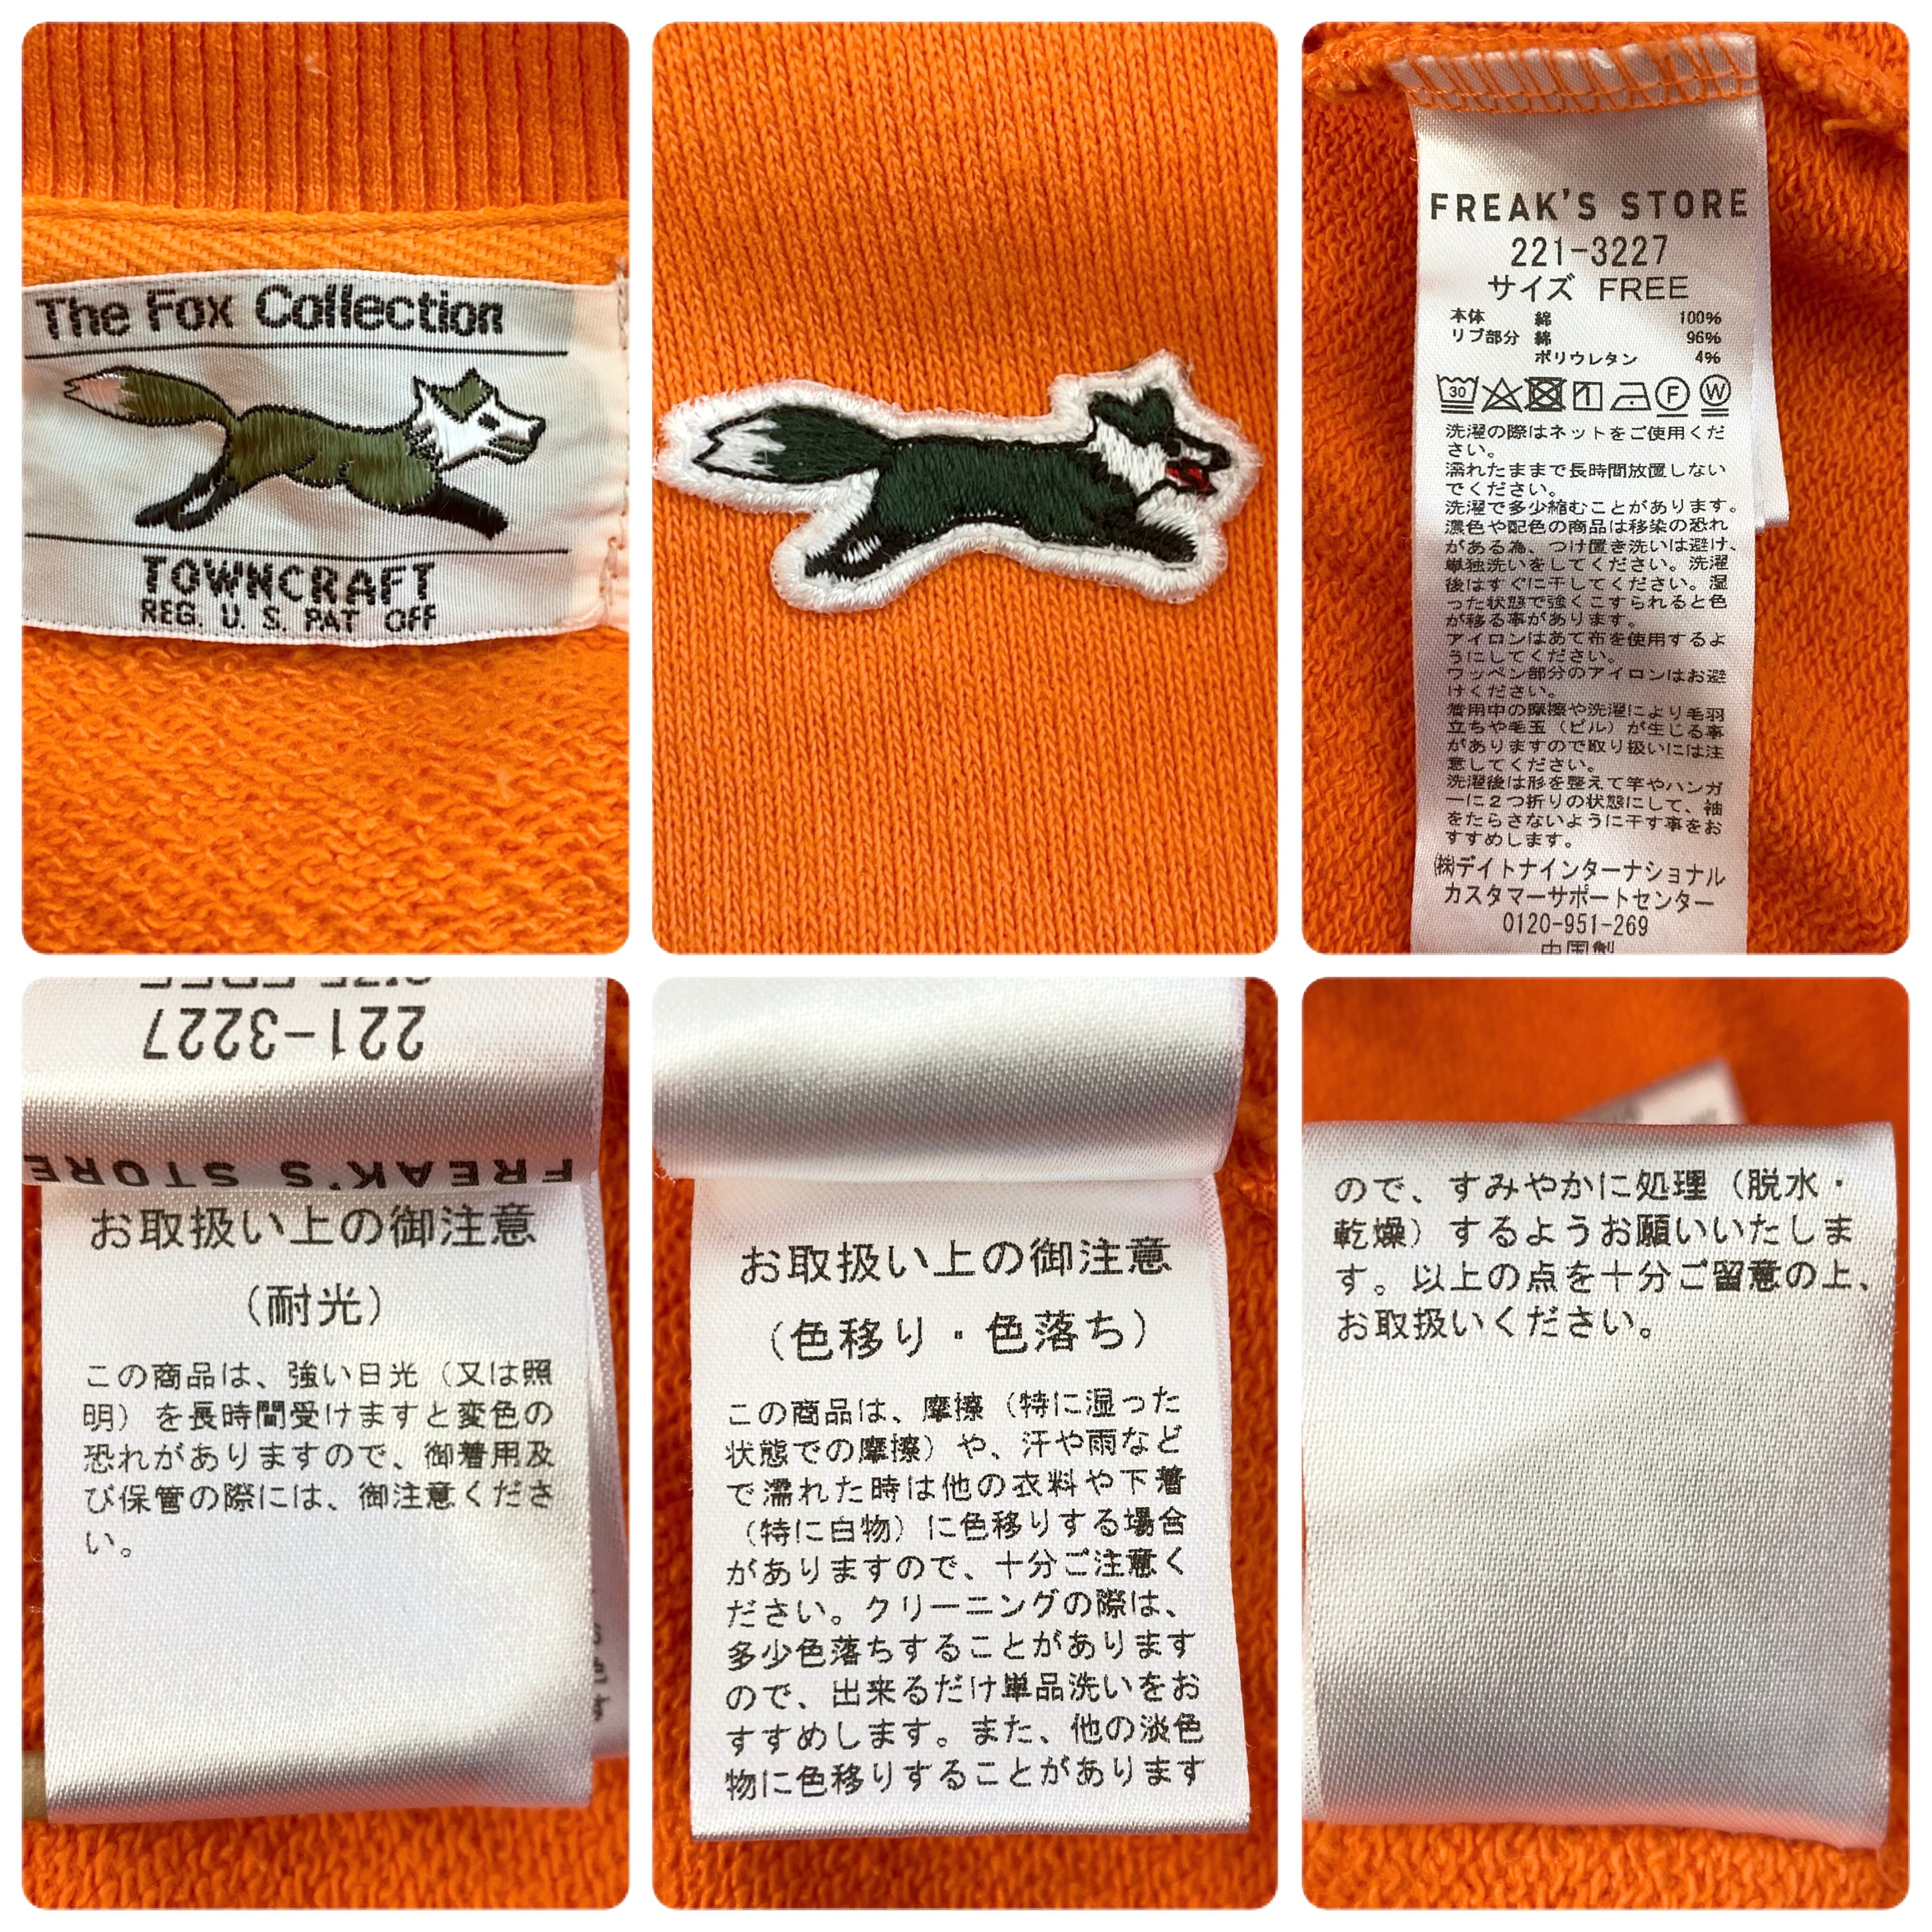 The Fox Collection
TOWNCRAFT
REG. U. S. PAT OFF
FREAK'S STORE
221-3227
サイズ FREE
本体 綿 100%
リブ部分 綿 96%
ポリウレタン 4%
30 F W
洗濯の際はネットをご使用くだ
さい。
濡れたままで長時間放置しない
でください。
洗濯で多少縮むことがあります。
濃色や配色の商品は移染の恐れ
がある為、つけ置き洗いは避け、
単独洗いをしてください。洗濯
後はすぐに干してください。湿
った状態で強くこすられると色
が移る事があります。
アイロンはあて布を使用するよ
うにしてください。
ワッペン部分のアイロンはお避
けください。
着用中の摩擦や洗濯により毛羽
立ちや毛玉（ピル）が生じる事
がありますので取り扱いには注
意してください。
洗濯後は形を整えて竿やハンガ
ーに２つ折りの状態にして、袖
をたらさないように干す事をお
すすめします。
㈱デイトナインターナショナル
カスタマーサポートセンター
0120-951-269
中国製
SIZE FREE
221-3227
FREAK'S STORE
お取扱い上の御注意
（耐光）
この商品は、強い日光（又は照
明）を長時間受けますと変色の
恐れがありますので、御着用及
び保管の際には、御注意くださ
い。
お取扱い上の御注意
（色移り・色落ち）
この商品は、摩擦（特に湿った
状態での摩擦）や、汗や雨など
で濡れた時は他の衣料や下着
（特に白物）に色移りする場合
がありますので、十分ご注意く
ださい。クリーニングの際は、
多少色落ちすることがあります
ので、出来るだけ単品洗いをお
すすめします。また、他の淡色
物に色移りすることがあります
ので、すみやかに処理（脱水・
乾燥）するようお願いいたしま
す。以上の点を十分ご留意の上、
お取扱いください。